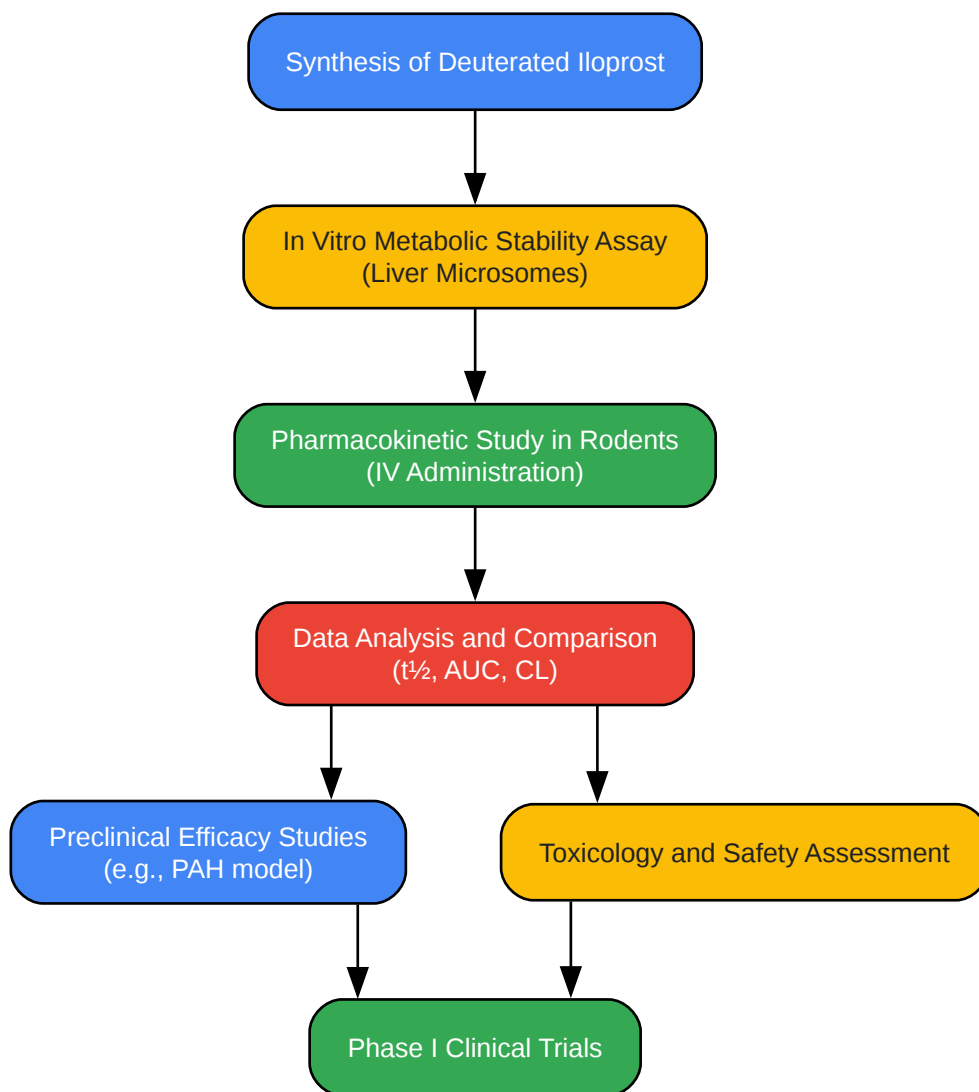 Synthesis of Deuterated Iloprost
In Vitro Metabolic Stability Assay
(Liver Microsomes)
Pharmacokinetic Study in Rodents
(IV Administration)
Data Analysis and Comparison
(t½, AUC, CL)
Preclinical Efficacy Studies
(e.g., PAH model)
Toxicology and Safety Assessment
Phase I Clinical Trials